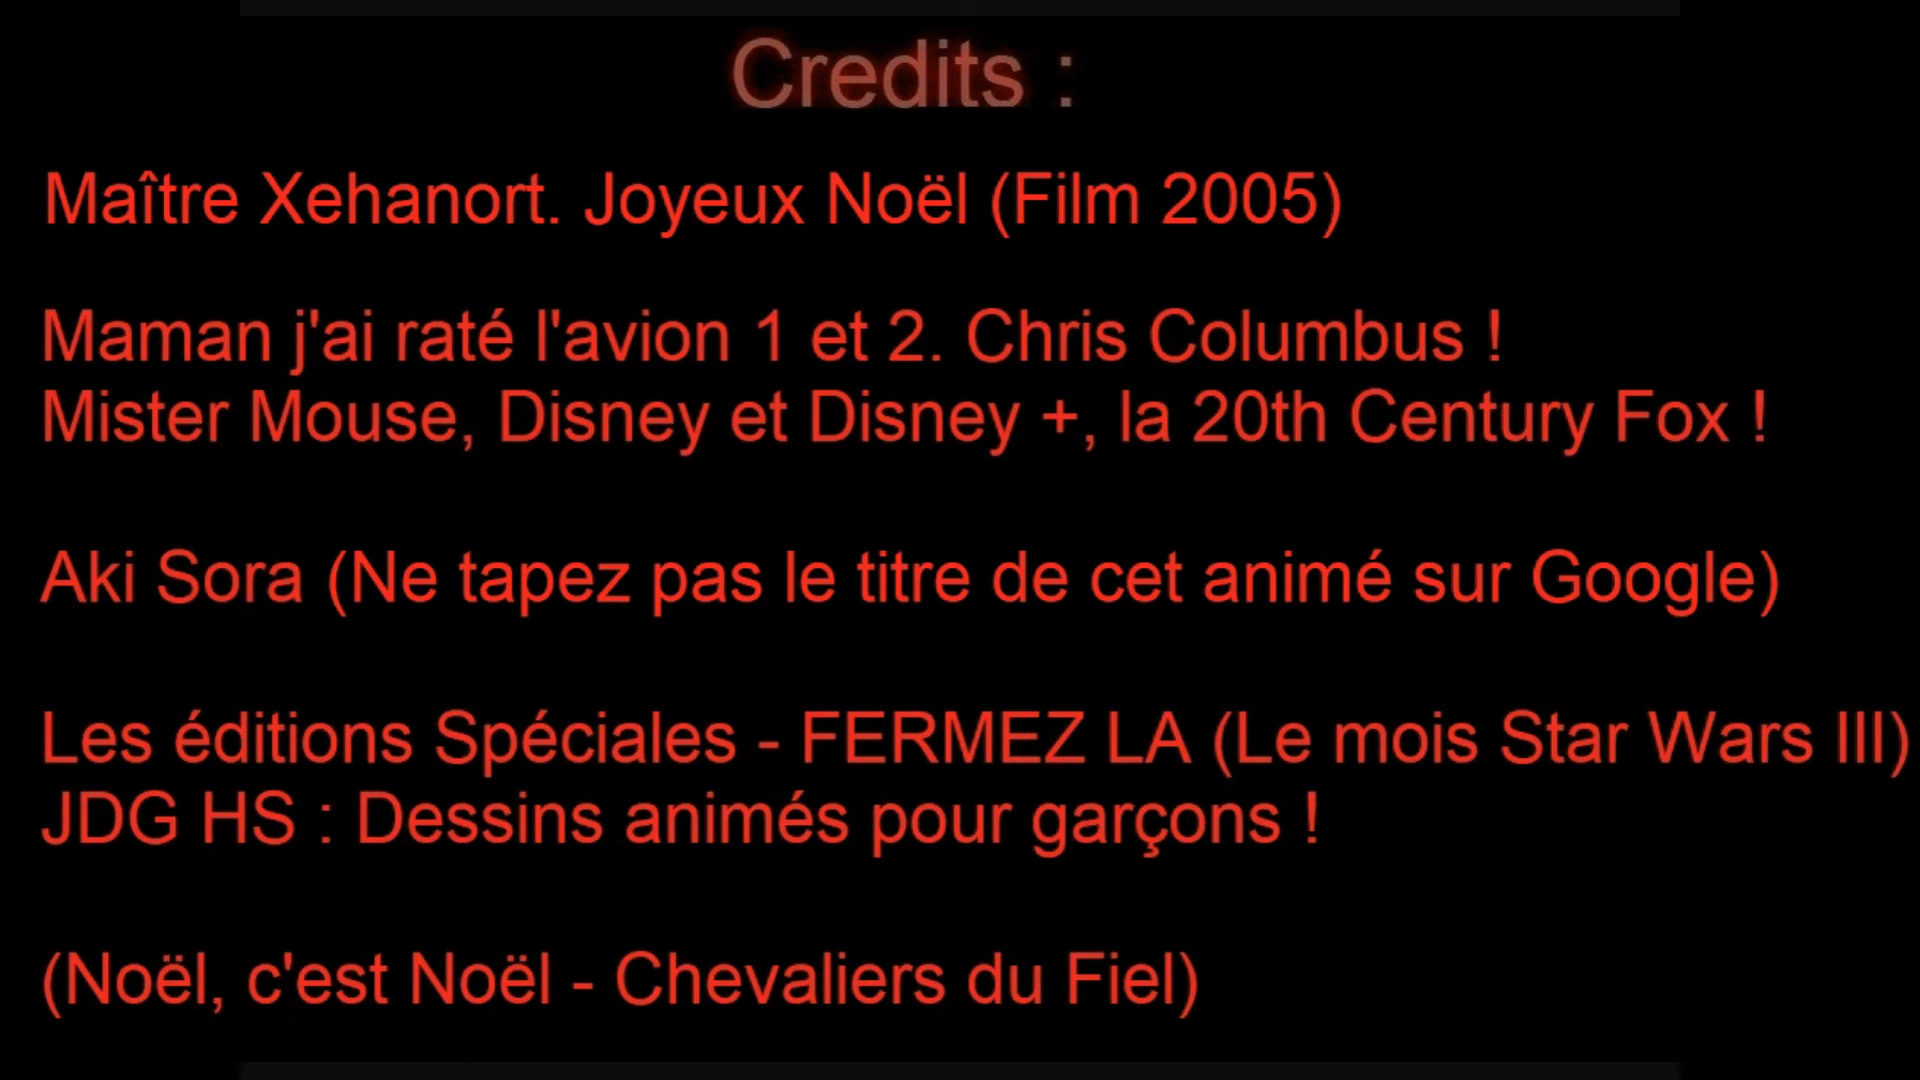 Credits :
Maître Xehanort. Joyeux Noël (Film 2005)
Maman j'ai raté l'avion 1 et 2. Chris Columbus !
Mister Mouse, Disney et Disney +, la 20th Century Fox !
Aki Sora (Ne tapez pas le titre de cet animé sur Google)
Les éditions Spéciales - FERMEZ LA (Le mois Star Wars III)
JDG HS : Dessins animés pour garçons !
(Noël, c'est Noël - Chevaliers du Fiel)